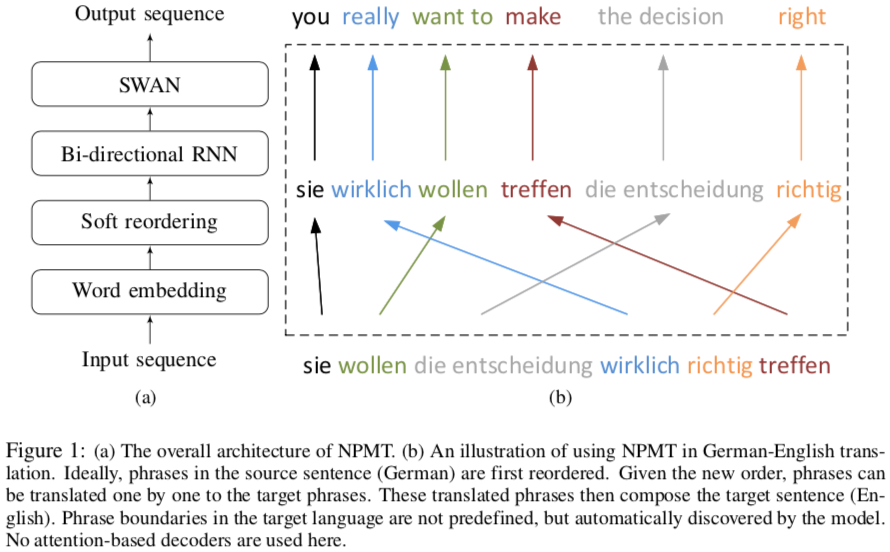 Output sequence
SWAN
Bi-directional RNN
Soft reordering
Word embedding
Input sequence
(a)
you really want to make the decision right
sie wirklich wollen treffen die entscheidung richtig
sie wollen die entscheidung wirklich richtig treffen
(b)
Figure 1: (a) The overall architecture of NPMT. (b) An illustration of using NPMT in German-English trans-
lation. Ideally, phrases in the source sentence (German) are first reordered. Given the new order, phrases can
be translated one by one to the target phrases. These translated phrases then compose the target sentence (En-
glish). Phrase boundaries in the target language are not predefined, but automatically discovered by the model.
No attention-based decoders are used here.